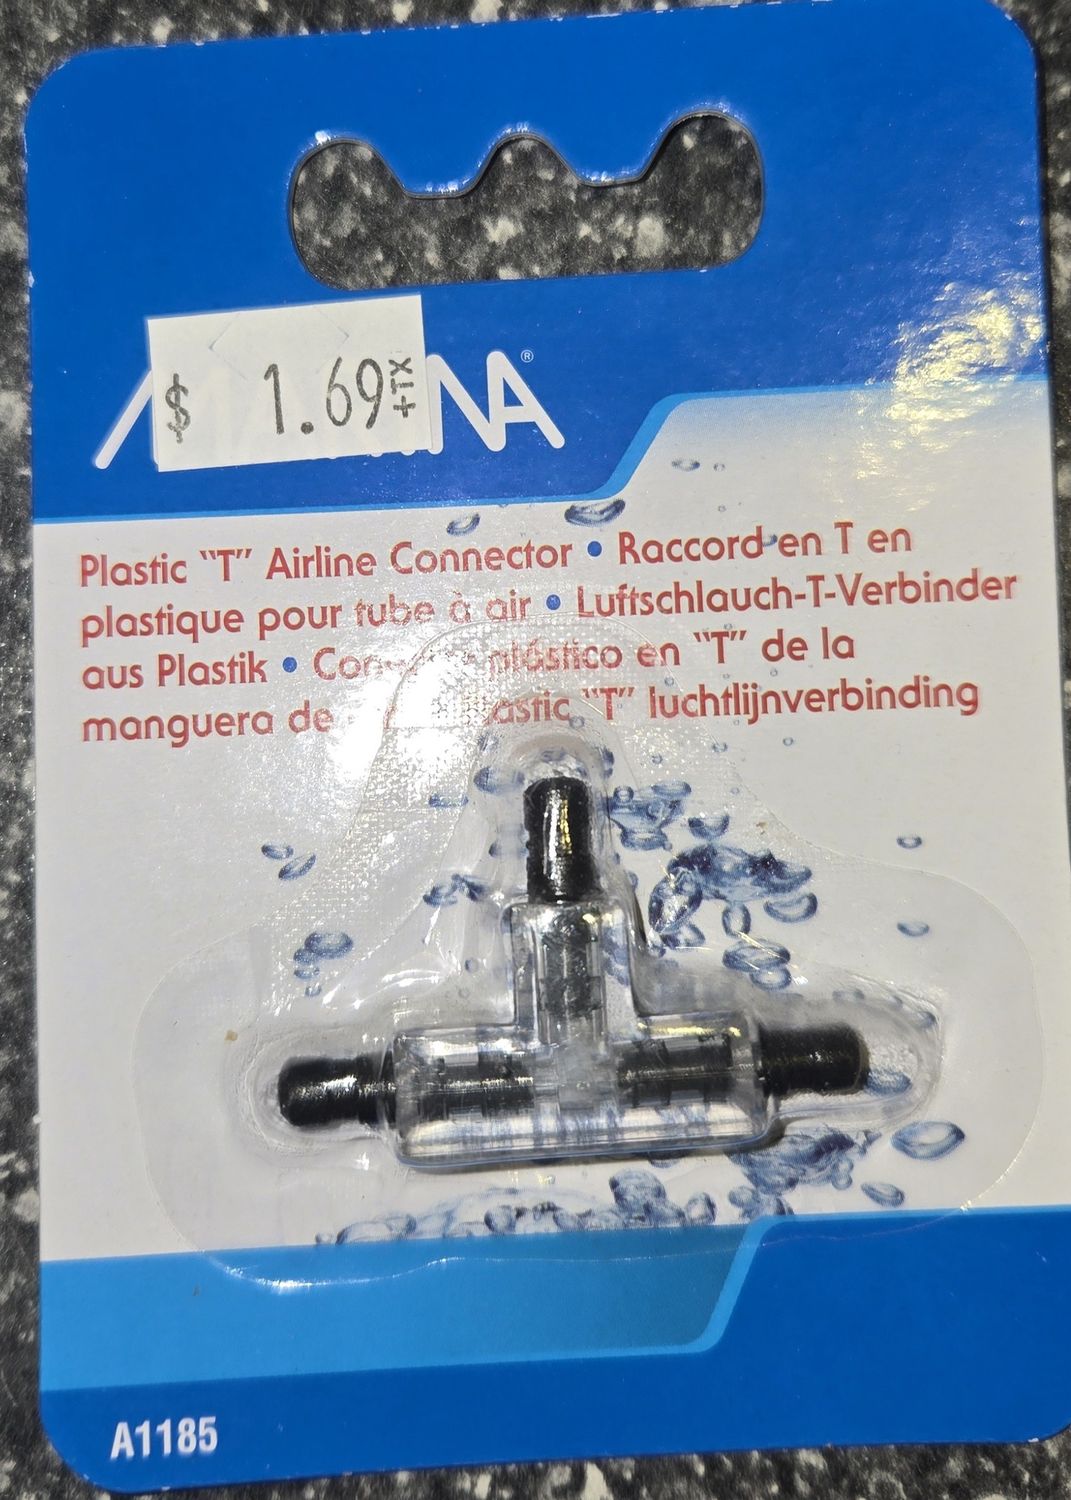 $ 1.69 +TX
NA®
Plastic "T" Airline Connector • Raccord en T en
plastique pour tube à air • Luftschlauch-T-Verbinder
aus Plastik • plástico en "T" de la
manguera de "T" luchtlijnverbinding
A1185